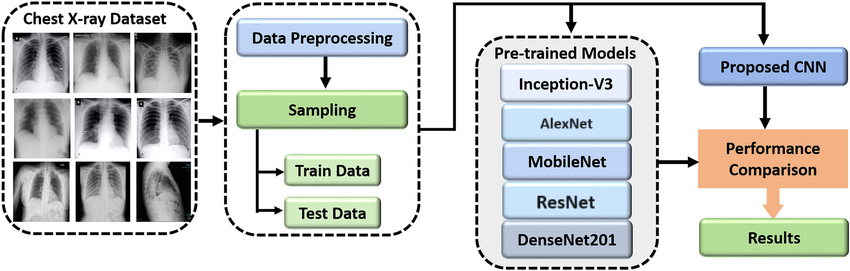 Chest X-ray Dataset
Data Preprocessing
Sampling
Train Data
Test Data
Pre-trained Models
Inception-V3
AlexNet
MobileNet
ResNet
DenseNet201
Proposed CNN
Performance
Comparison
Results